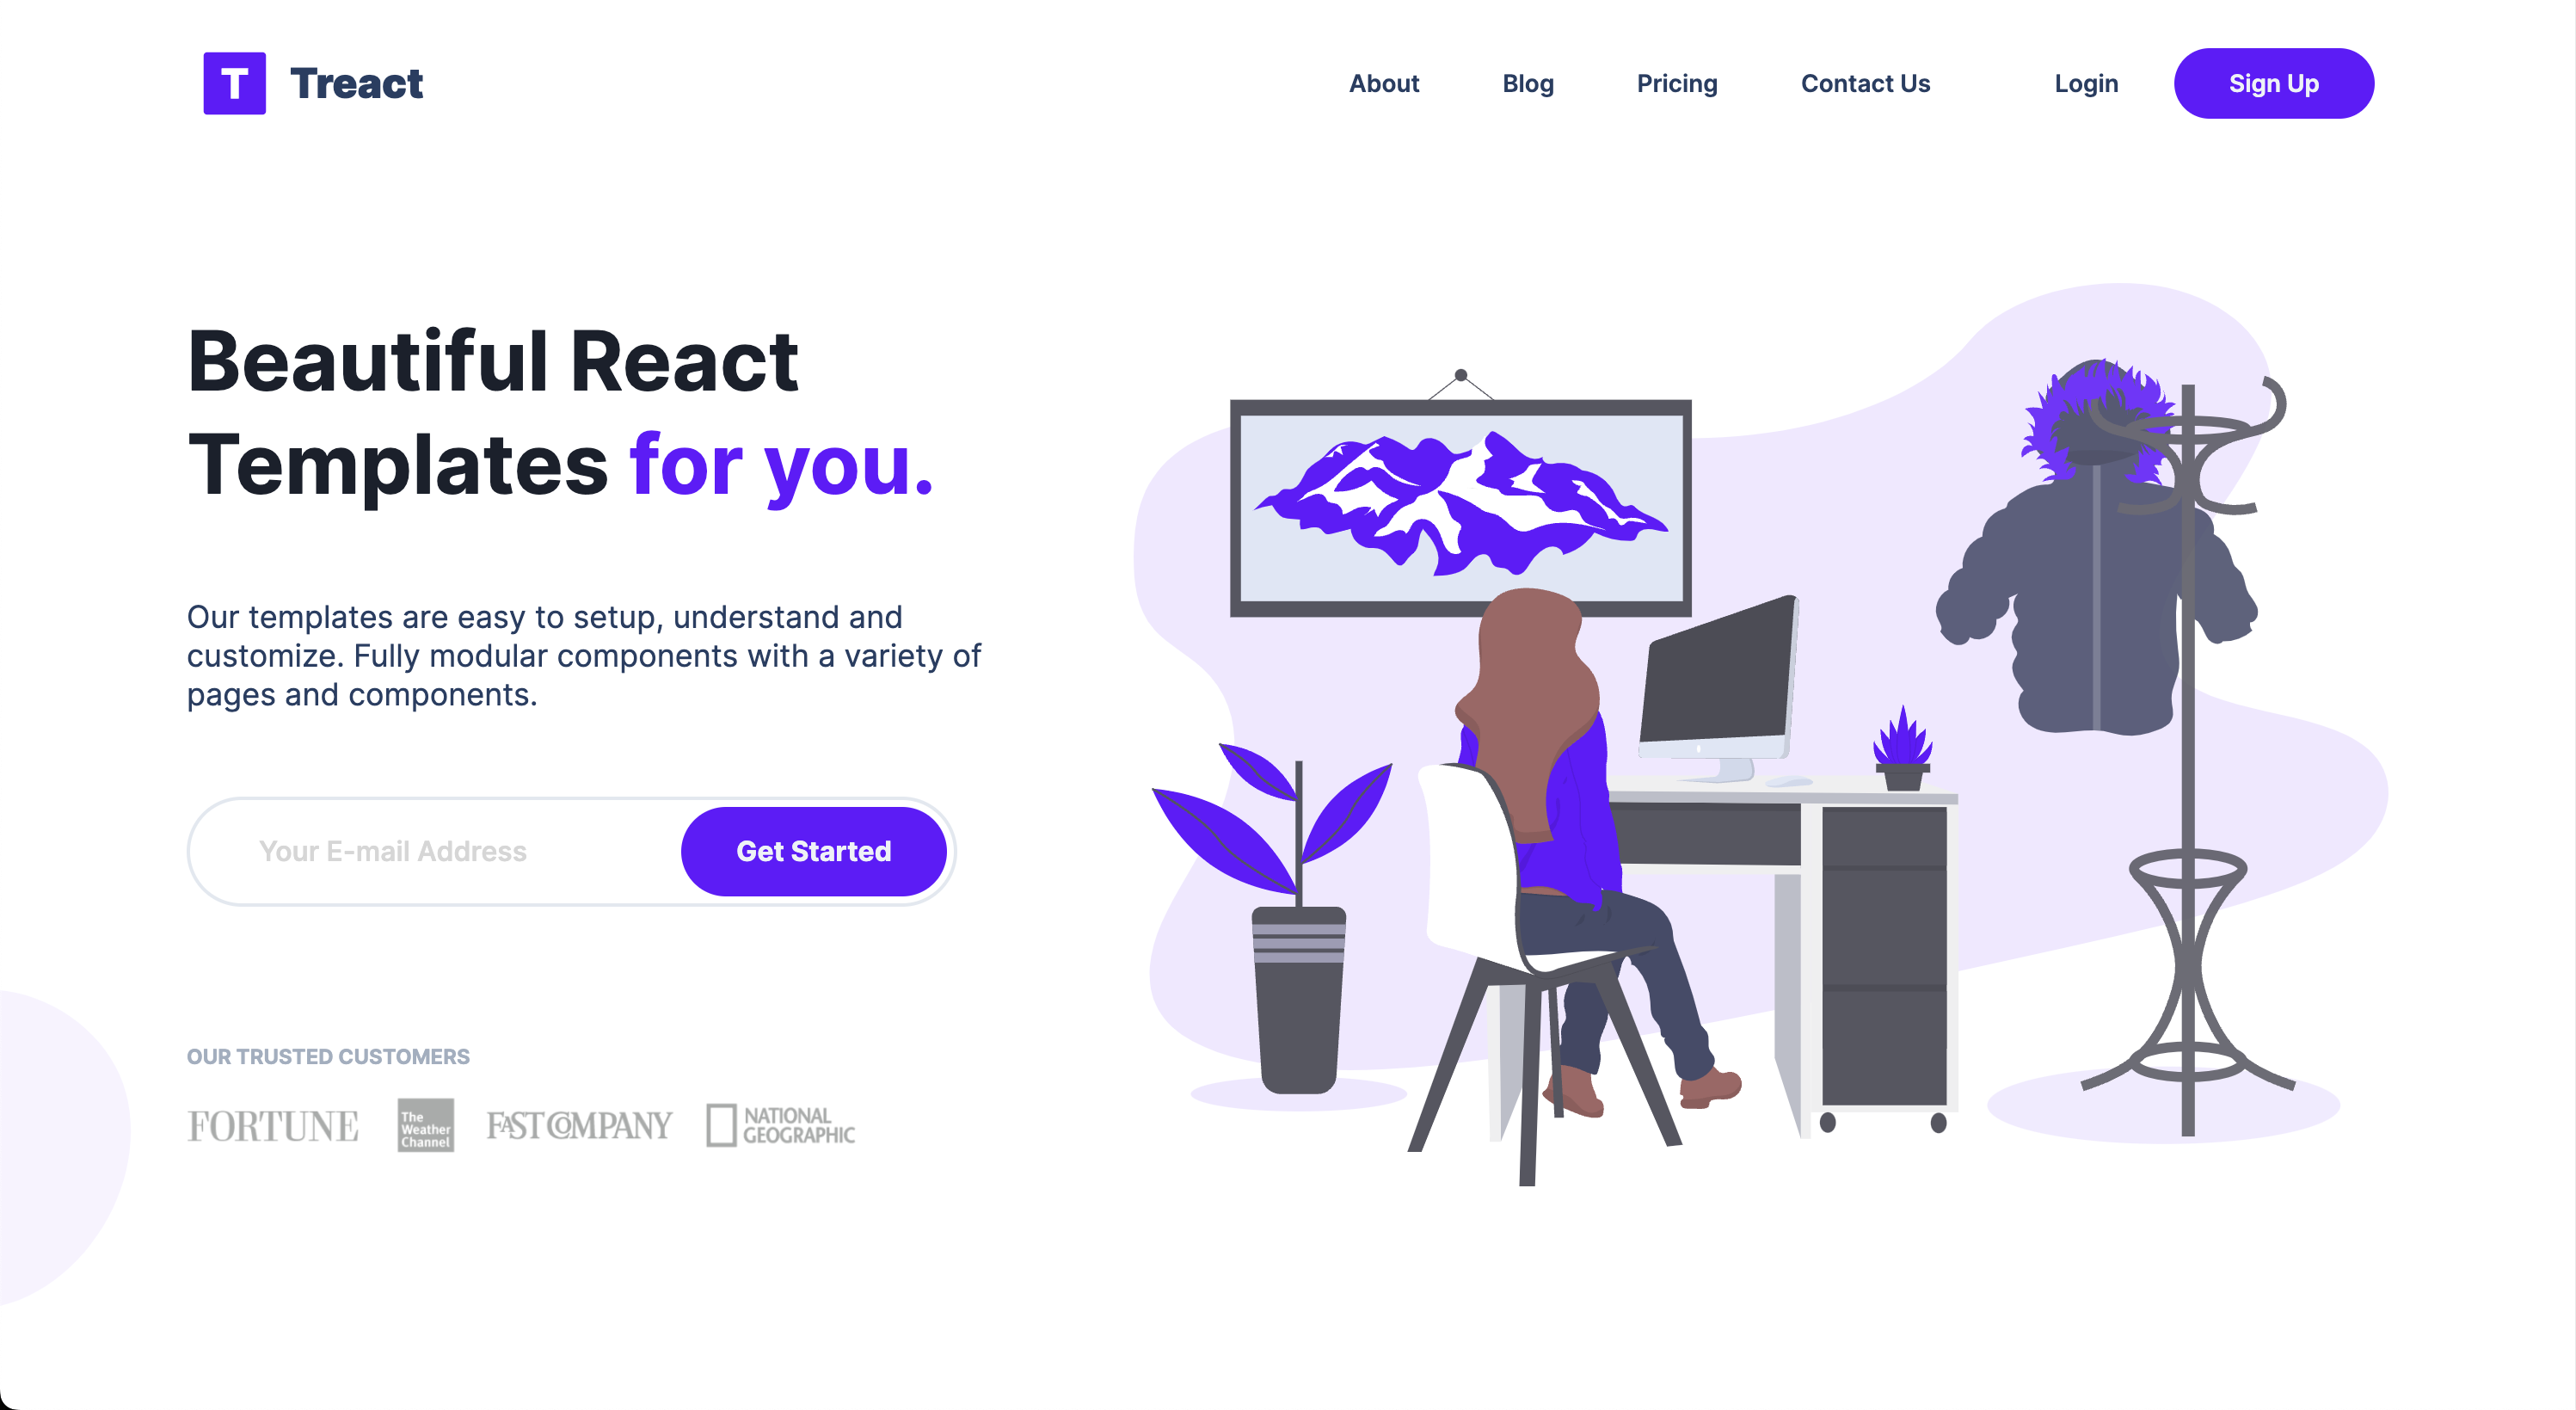 T Treact
About Blog Pricing Contact Us Login Sign Up
Beautiful React
Templates for you.
Our templates are easy to setup, understand and
customize. Fully modular components with a variety of
pages and components.
Your E-mail Address Get Started
OUR TRUSTED CUSTOMERS
FORTUNE
The
Weather
Channel
FAST COMPANY
NATIONAL
GEOGRAPHIC